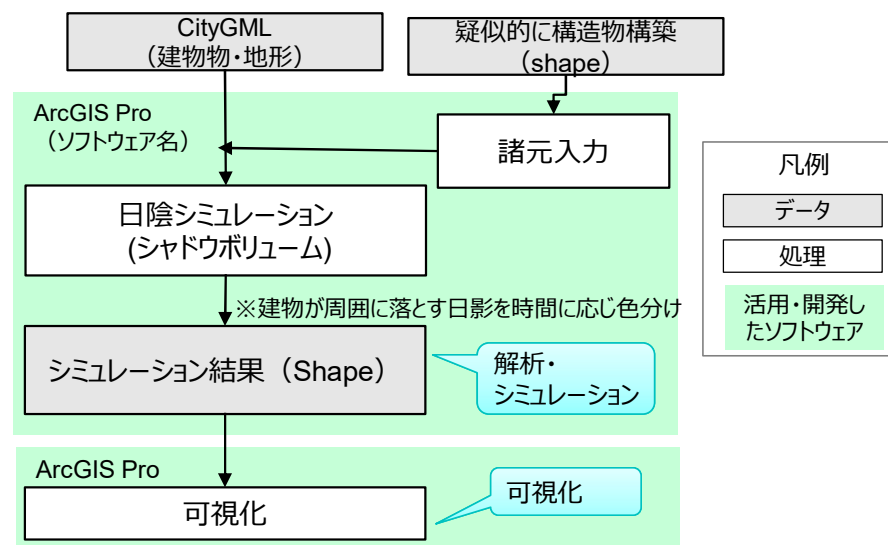 CityGML
（建物物・地形）
疑似的に構造物構築
（shape）
ArcGIS Pro
（ソフトウェア名）
諸元入力
日陰シミュレーション
(シャドウボリューム)
※建物が周囲に落とす日影を時間に応じ色分け
シミュレーション結果（Shape）
解析・
シミュレーション
ArcGIS Pro
可視化
可視化
凡例
データ
処理
活用・開発し
たソフトウェア